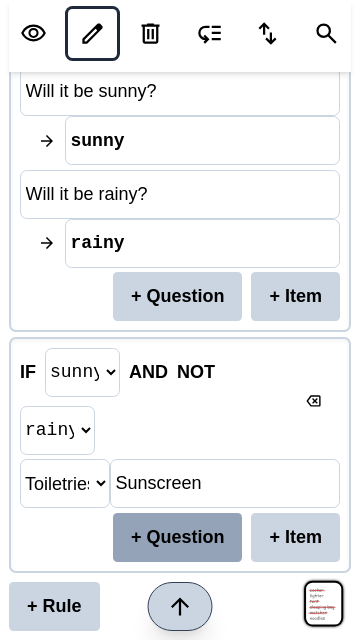 Will it be sunny?
→ sunny
Will it be rainy?
→ rainy
+ Question + Item
IF sunny AND NOT
rainy
Toiletries Sunscreen
+ Question + Item
+ Rule